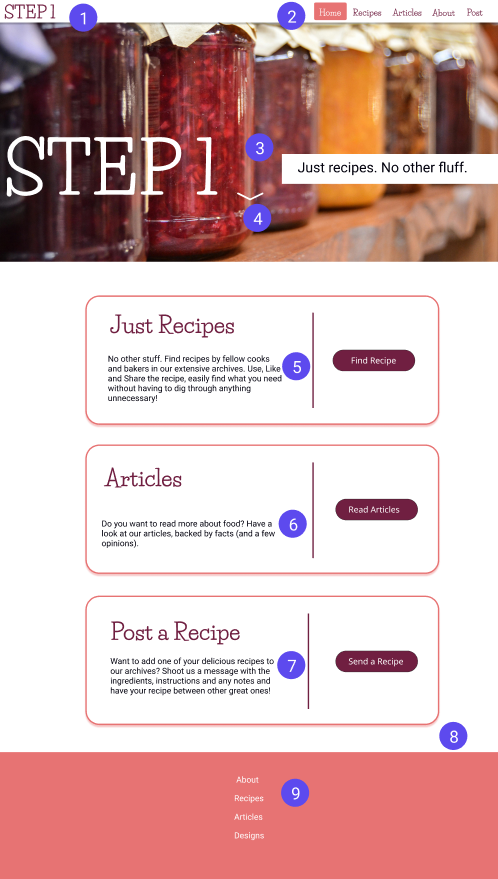 STEP 1
1
2
Home Recipes Articles About Post
STEP 1
3
Just recipes. No other fluff.
4
Just Recipes
No other stuff. Find recipes by fellow cooks
and bakers in our extensive archives. Use, Like
and Share the recipe, easily find what you need
without having to dig through anything
unnecessary!
5
Find Recipe
Articles
Do you want to read more about food? Have a
look at our articles, backed by facts (and a few
opinions).
6
Read Articles
Post a Recipe
Want to add one of your delicious recipes to
our archives? Shoot us a message with the
ingredients, instructions and any notes and
have your recipe between other great ones!
7
Send a Recipe
8
About
9
Recipes
Articles
Designs